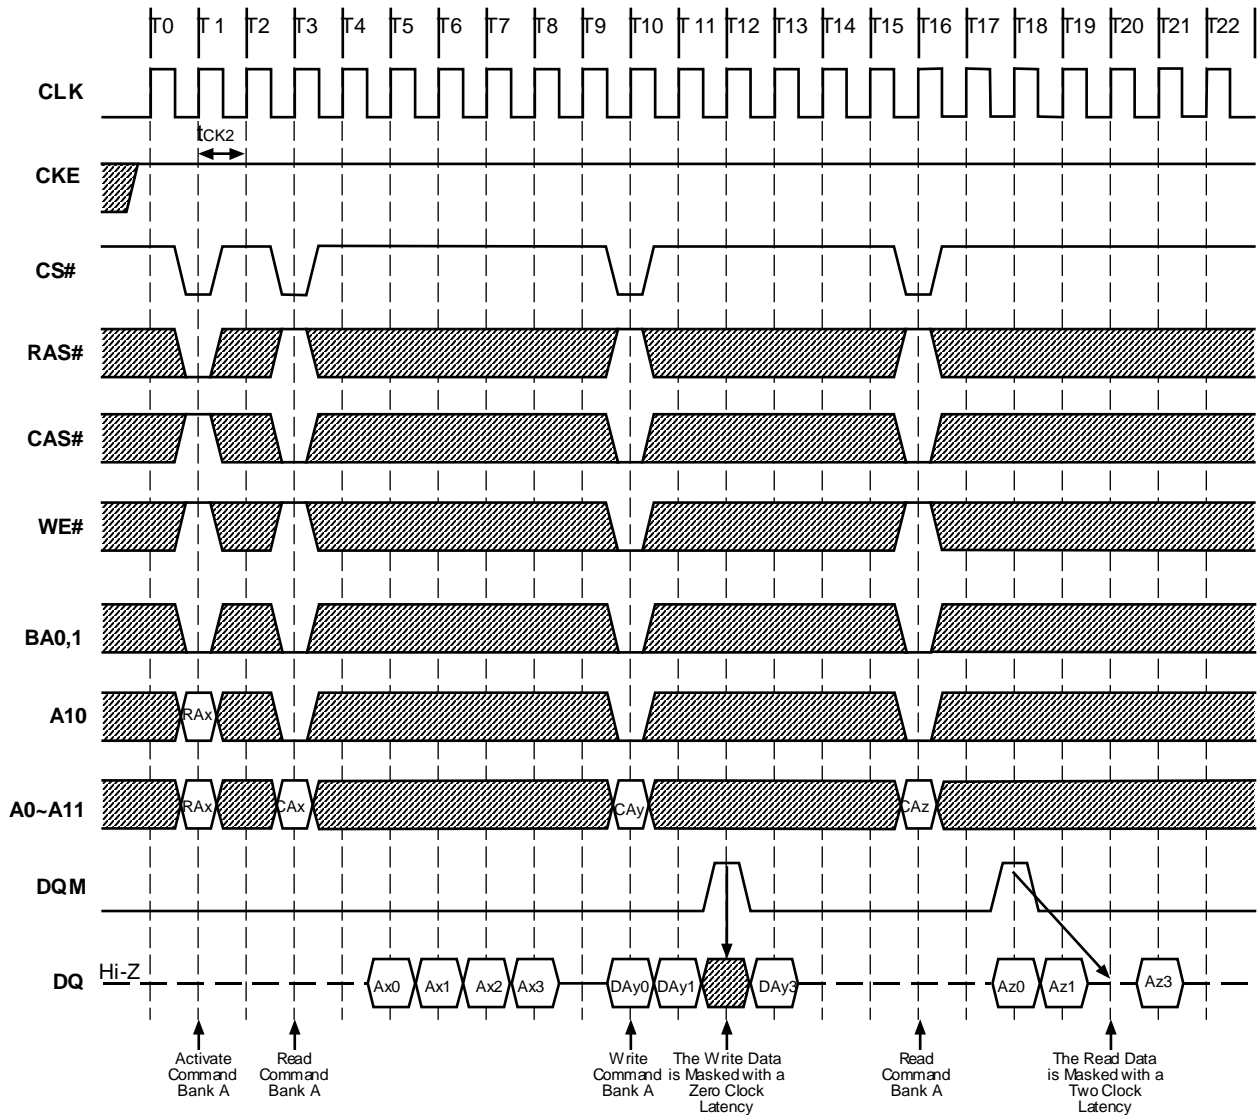 T0 T 1 T2 T3 T4 T5 T6 T7 T8 T9 T10 T 11 T12 T13 T14 T15 T16 T17 T18 T19 T20 T21 T22
CLK
tCK2
CKE
CS#
RAS#
CAS#
WE#
BA0,1
A10
RAx
A0~A11
RAx CAx CAy CAz
DQM
DQ
Hi-Z
Ax0 Ax1 Ax2 Ax3 DAy0 DAy1 DAy3 Az0 Az1 Az3
Activate
Command
Bank A
Read
Command
Bank A
Write
Command
Bank A
The Write Data
is Masked with a
Zero Clock
Latency
Read
Command
Bank A
The Read Data
is Masked with a
Two Clock
Latency